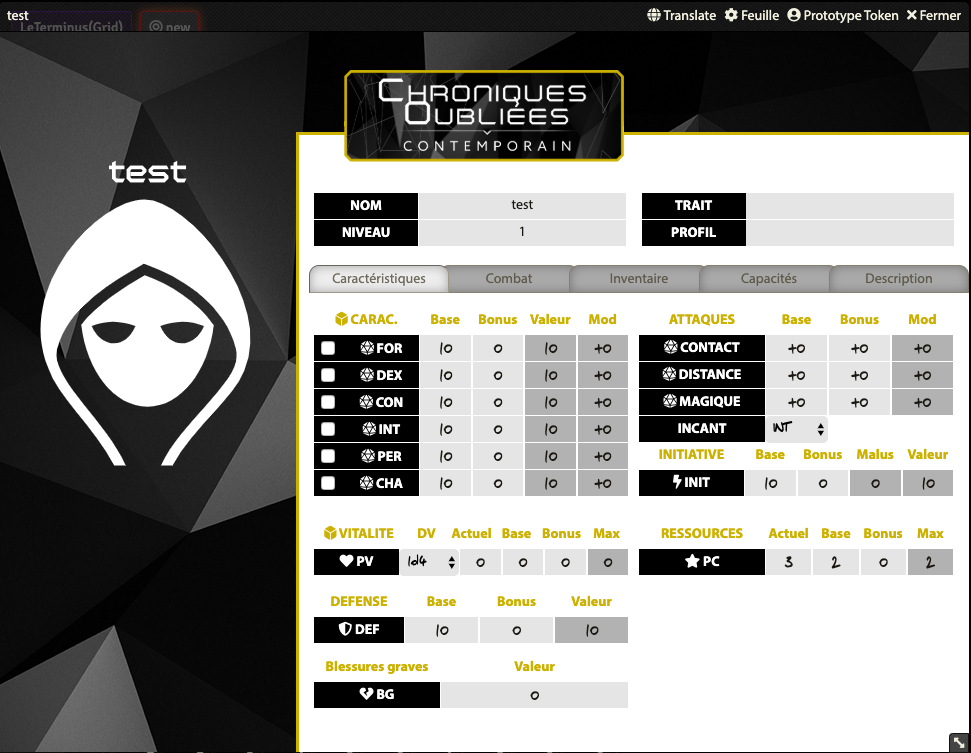 test
LeTerminus(Grid) new
Translate Feuille Prototype Token Fermer
CHRONIQUES
OUBLIÉES
CONTEMPORAIN
test
NOM test TRAIT
NIVEAU 1 PROFIL
Caractéristiques Combat Inventaire Capacités Description
CARAC. Base Bonus Valeur Mod
FOR 10 0 10 +0
DEX 10 0 10 +0
CON 10 0 10 +0
INT 10 0 10 +0
PER 10 0 10 +0
CHA 10 0 10 +0
ATTAQUES Base Bonus Mod
CONTACT +0 +0 +0
DISTANCE +0 +0 +0
MAGIQUE +0 +0 +0
INCANT INT
INITIATIVE Base Bonus Malus Valeur
INIT 10 0 0 10
VITALITE DV Actuel Base Bonus Max
PV 1d4 0 0 0 0
RESSOURCES Actuel Base Bonus Max
PC 3 2 0 2
DEFENSE Base Bonus Valeur
DEF 10 0 10
Blessures graves Valeur
BG 0